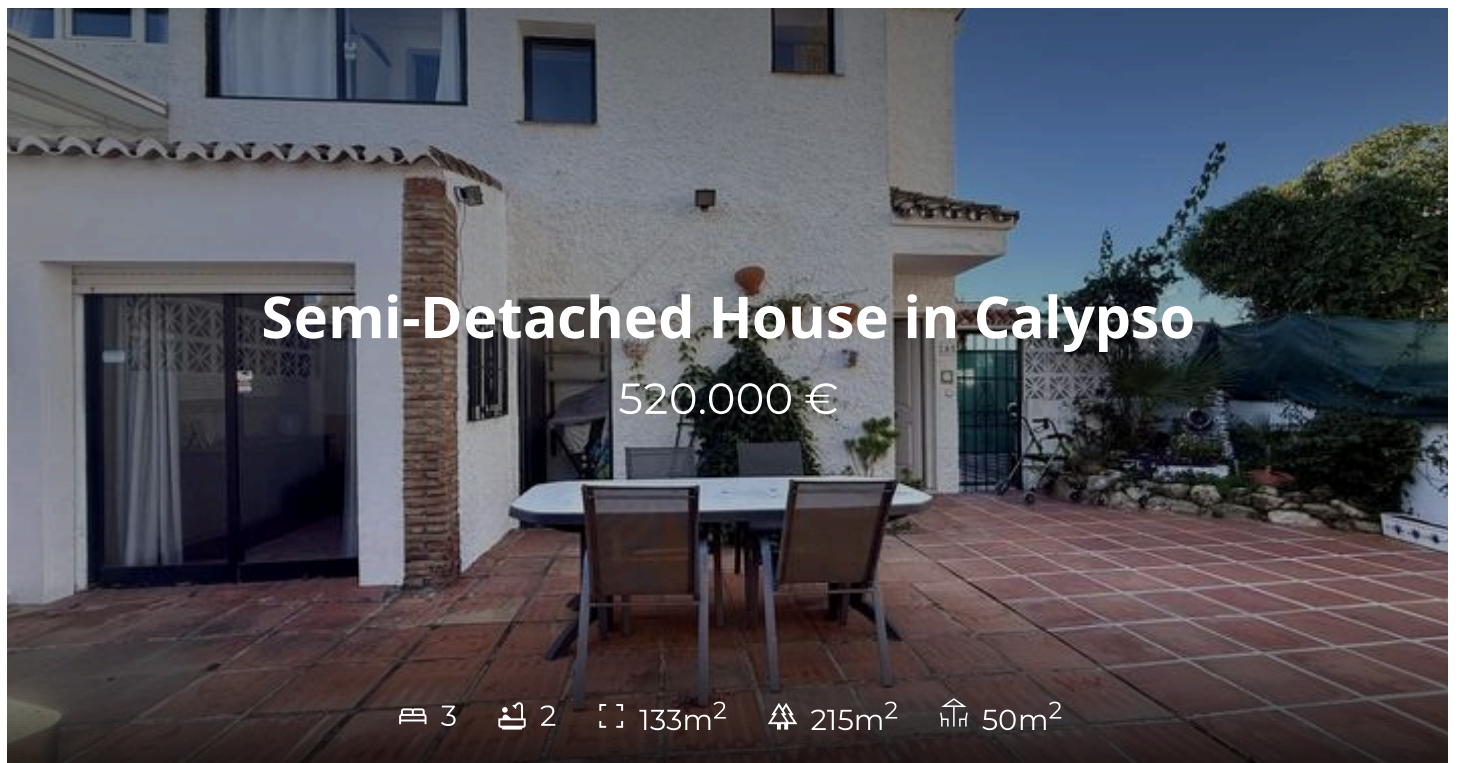 Semi-Detached House in Calypso
520.000 €
3 2 133m² 215m² 50m²